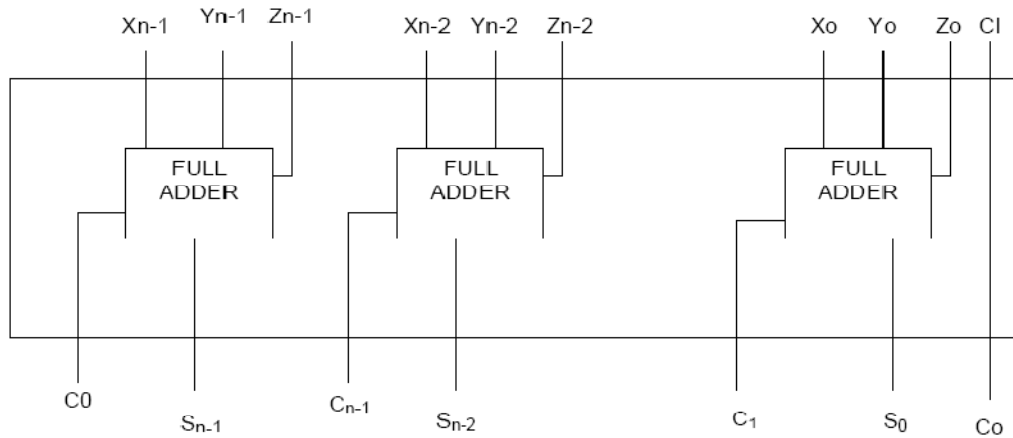 Xn-1 Yn-1 Zn-1 Xn-2 Yn-2 Zn-2 Xo Yo Zo CI
FULL ADDER
FULL ADDER
FULL ADDER
C0 Sn-1 Cn-1 Sn-2 C1 S0 Co